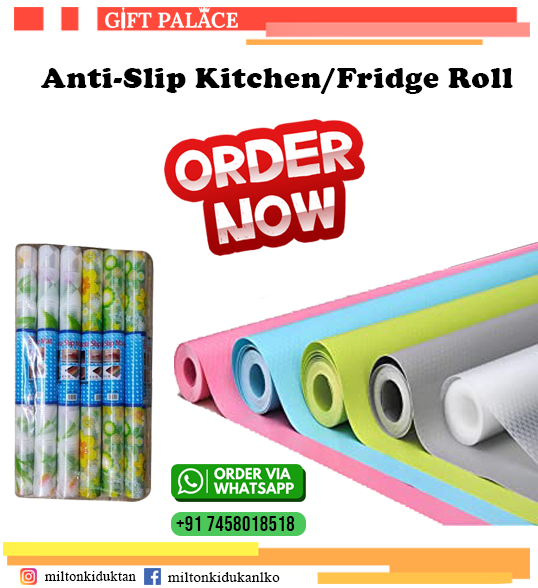 GIFT PALACE
Anti-Slip Kitchen/Fridge Roll
ORDER
NOW
ORDER VIA
WHATSAPP
+91 7458018518
miltonkiduktan
miltonkidukanlko